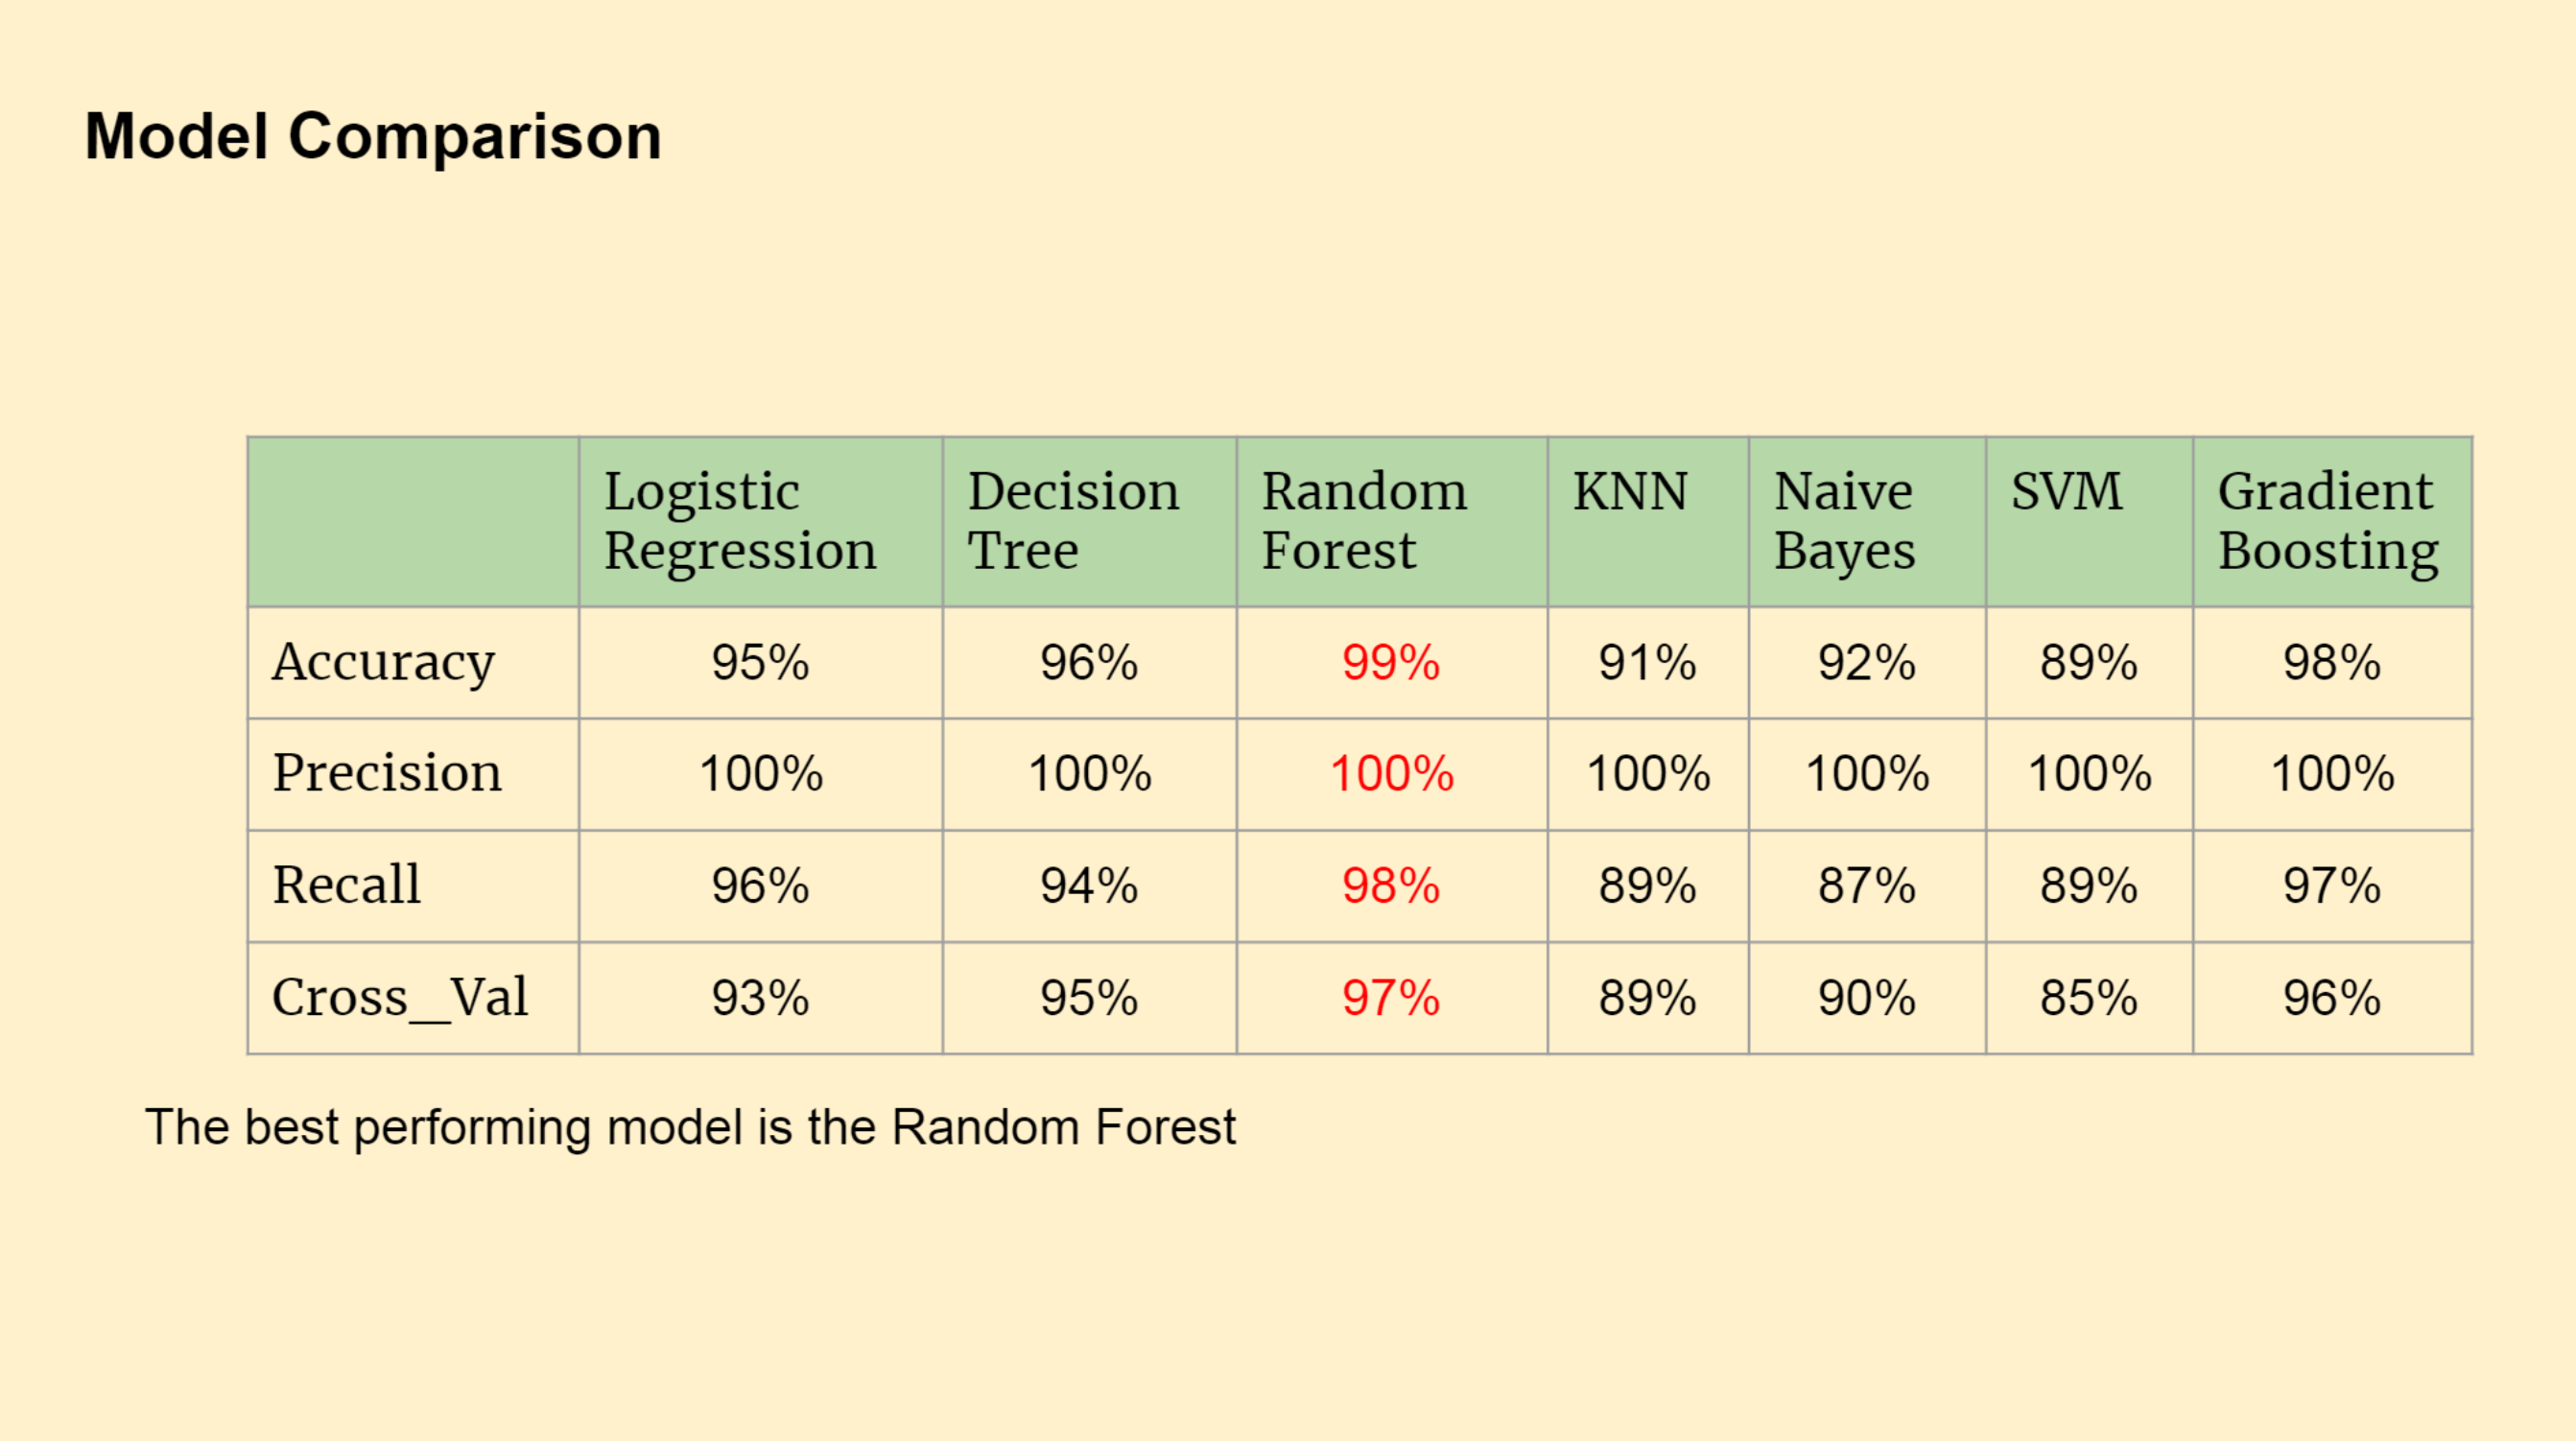 Model Comparison
Logistic Regression Decision Tree Random Forest KNN Naive Bayes SVM Gradient Boosting
Accuracy 95% 96% 99% 91% 92% 89% 98%
Precision 100% 100% 100% 100% 100% 100% 100%
Recall 96% 94% 98% 89% 87% 89% 97%
Cross_Val 93% 95% 97% 89% 90% 85% 96%
The best performing model is the Random Forest